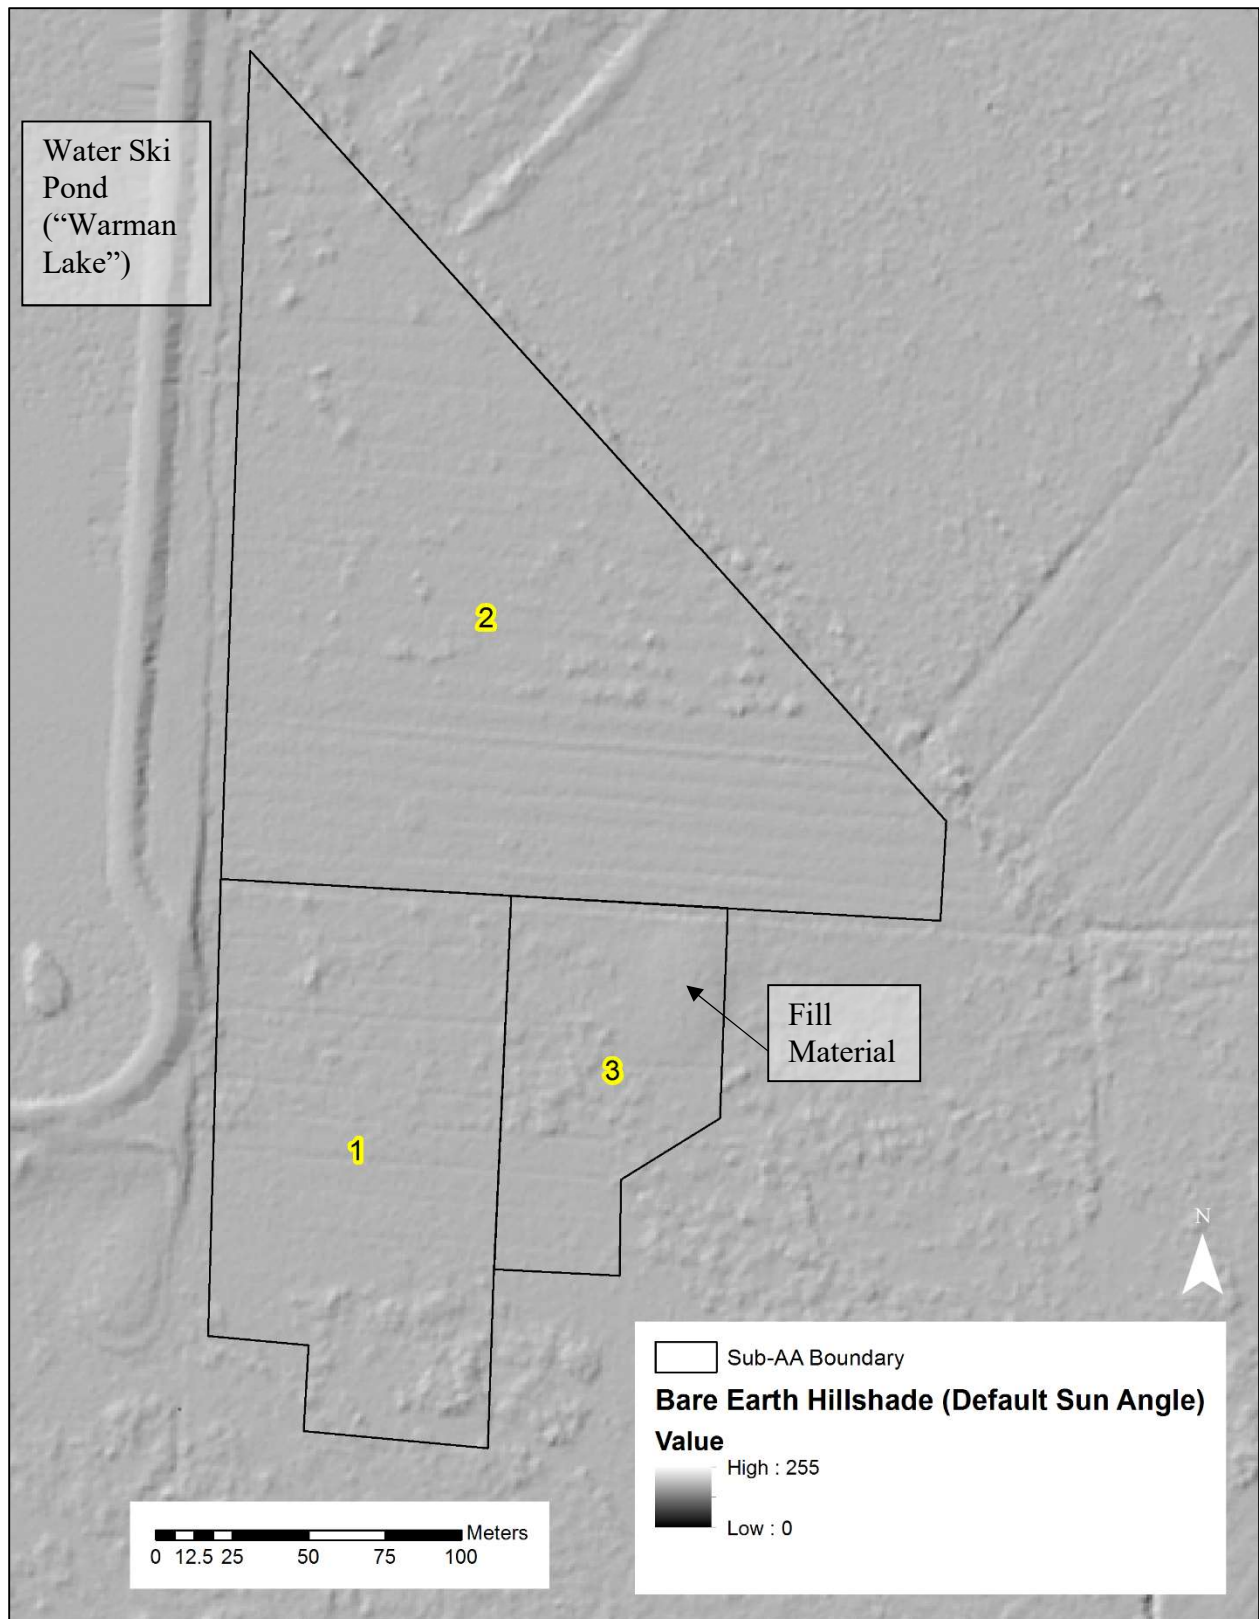 Water Ski
Pond
(“Warman
Lake”)
2
Fill
Material
3
1
N
Sub-AA Boundary
Bare Earth Hillshade (Default Sun Angle)
Value
High : 255
Low : 0
Meters
0 12.5 25 50 75 100